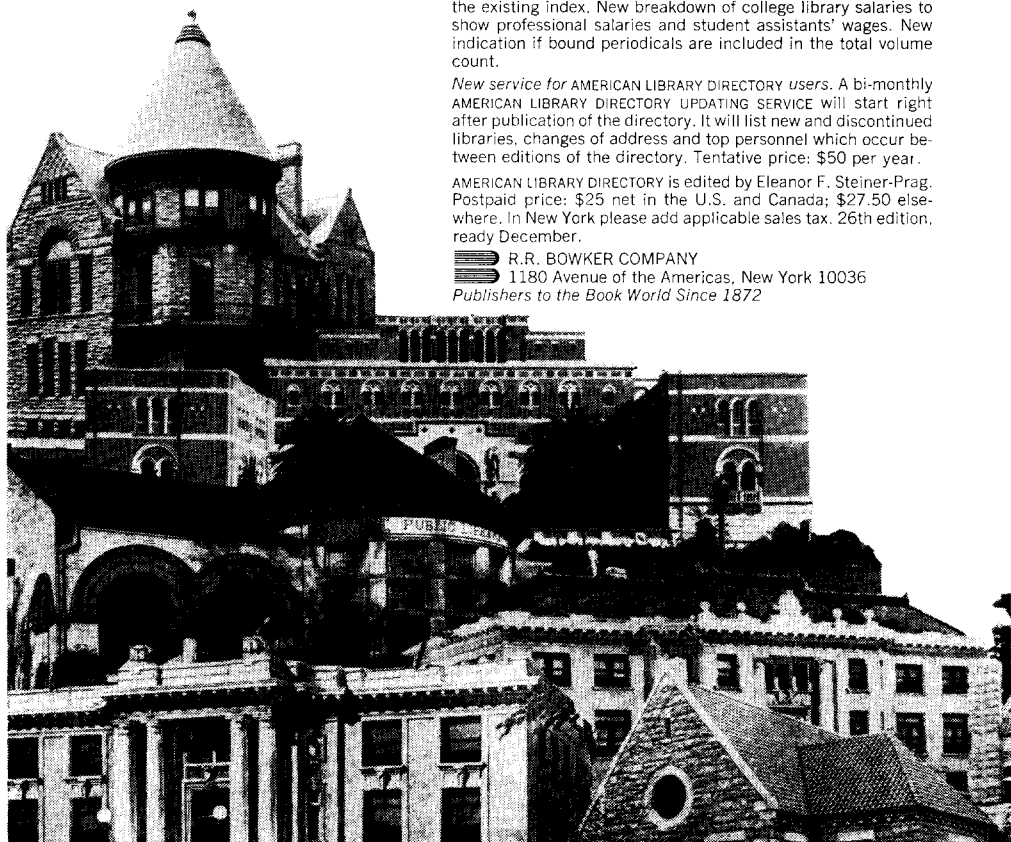 the existing index. New breakdown of college library salaries to
show professional salaries and student assistants' wages. New
indication if bound periodicals are included in the total volume
count.
New service for AMERICAN LIBRARY DIRECTORY users. A bi-monthly
AMERICAN LIBRARY DIRECTORY UPDATING SERVICE will start right
after publication of the directory. It will list new and discontinued
libraries, changes of address and top personnel which occur be-
tween editions of the directory. Tentative price: $50 per year.
AMERICAN LIBRARY DIRECTORY is edited by Eleanor F. Steiner-Prag.
Postpaid price: $25 net in the U.S. and Canada; $27.50 else-
where. In New York please add applicable sales tax. 26th edition,
ready December.
R.R. BOWKER COMPANY
1180 Avenue of the Americas, New York 10036
Publishers to the Book World Since 1872
PUBLIC